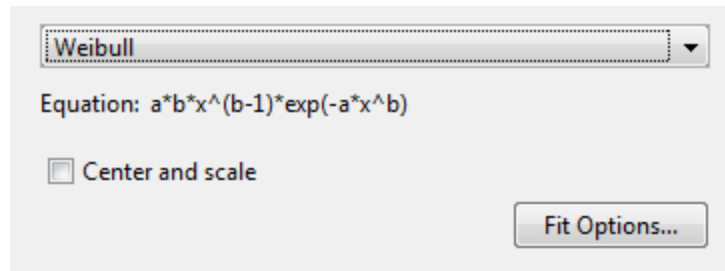 Weibull
Equation: a*b*x^(b-1)*exp(-a*x^b)
Center and scale
Fit Options...